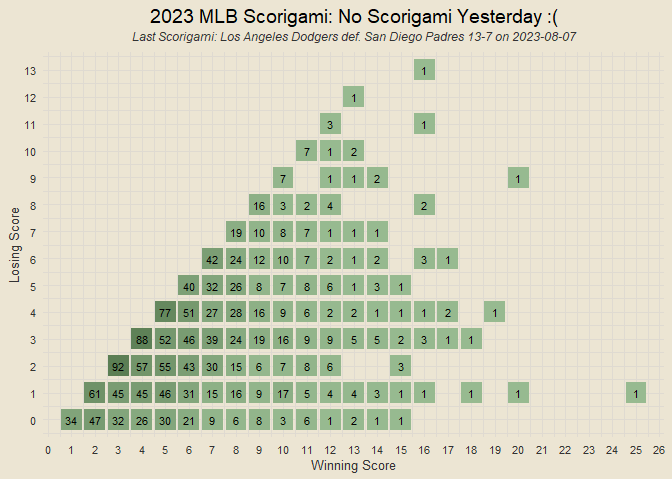 2023 MLB Scorigami: No Scorigami Yesterday :(
Last Scorigami: Los Angeles Dodgers def. San Diego Padres 13-7 on 2023-08-07
13 1
12 1
11 3 1
10 7 1 2
9 7 1 1 2 1
8 16 3 2 4 2
7 19 10 8 7 1 1 1
6 42 24 12 10 7 2 1 2 3 1
5 40 32 26 8 7 8 6 1 3 1
4 77 51 27 28 16 9 6 2 2 1 1 1 2 1
3 88 52 46 39 24 19 16 9 9 5 5 2 3 1 1
2 92 57 55 43 30 15 6 7 8 6 3
1 61 45 45 46 31 15 16 9 17 5 4 4 3 1 1 1 1 1
0 34 47 32 26 30 21 9 6 8 3 6 1 2 1 1
0 1 2 3 4 5 6 7 8 9 10 11 12 13 14 15 16 17 18 19 20 21 22 23 24 25 26
Winning Score
Losing Score